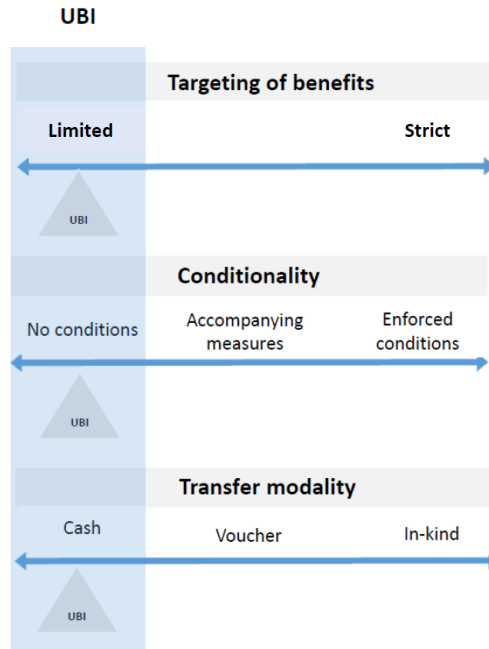 UBI
Targeting of benefits
Limited Strict
UBI
Conditionality
No conditions Accompanying measures Enforced conditions
UBI
Transfer modality
Cash Voucher In-kind
UBI